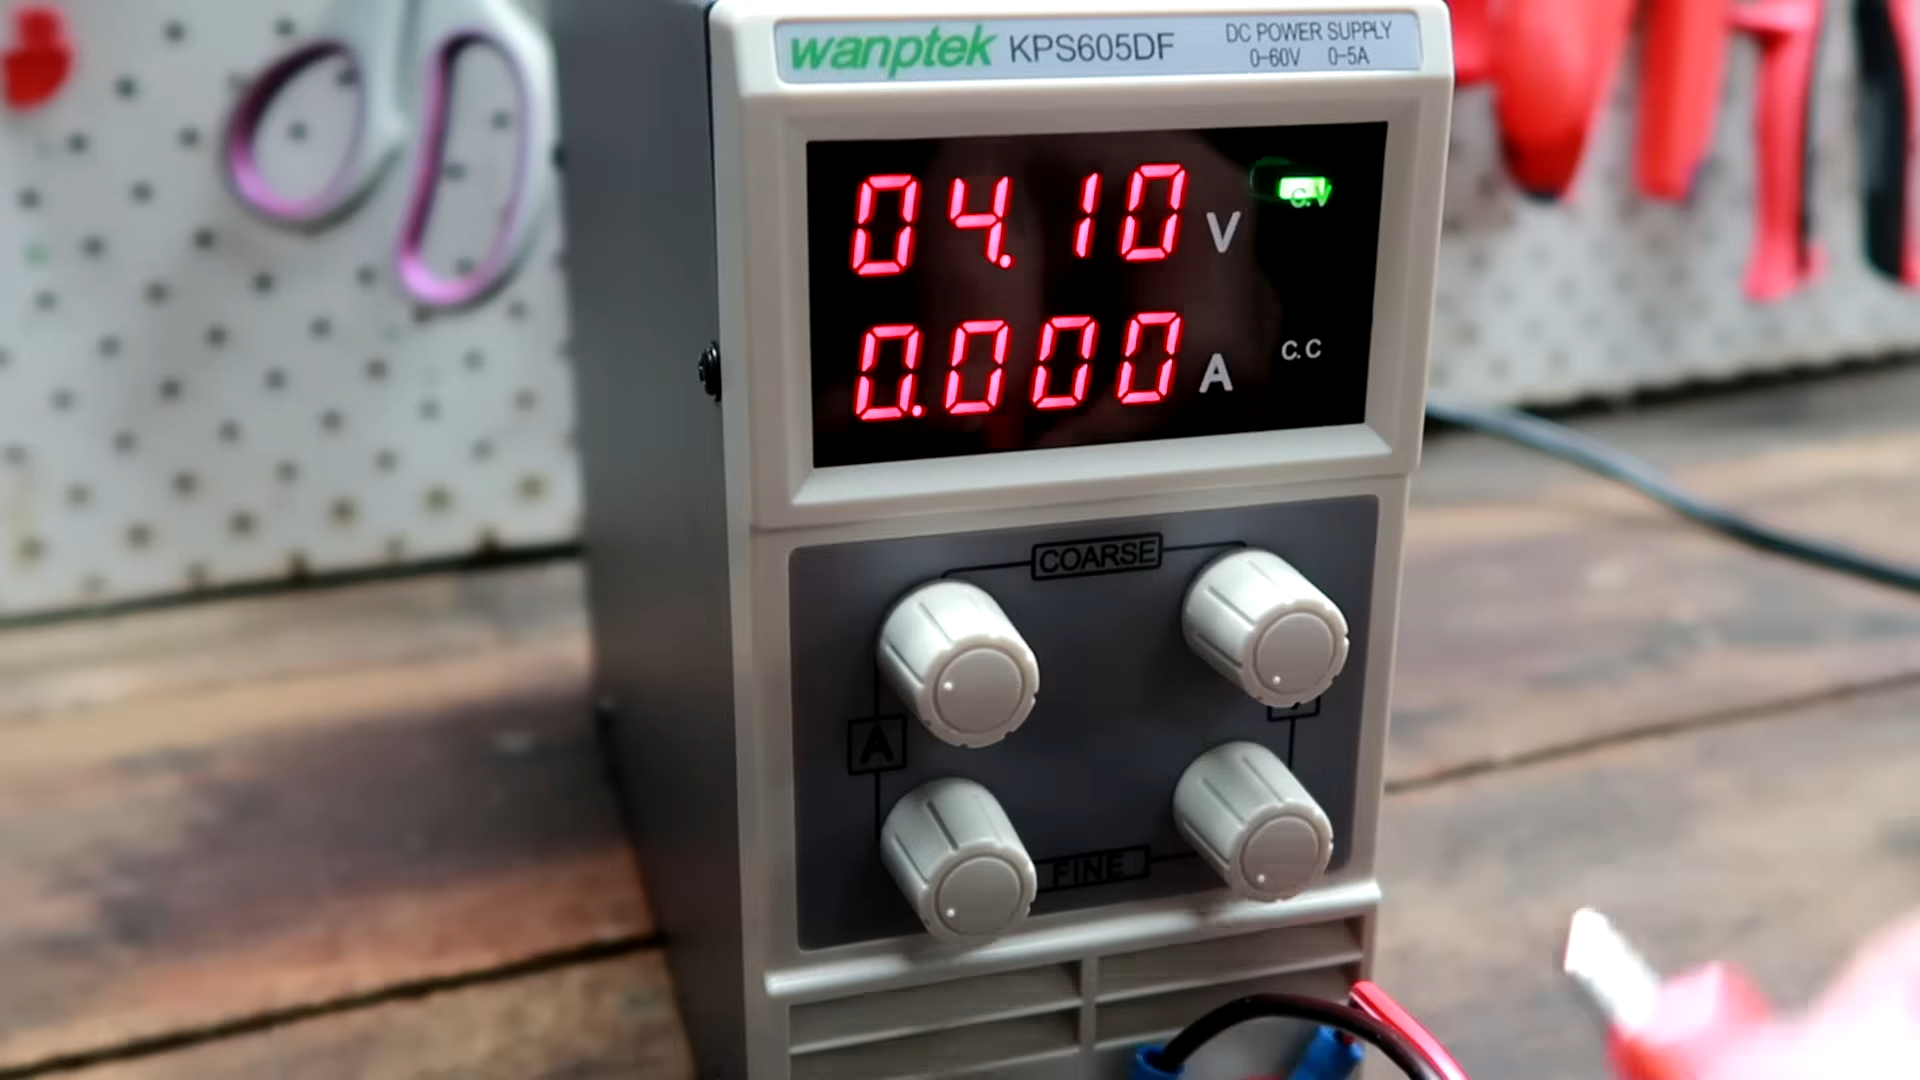 wanptek KPS605DF
DC POWER SUPPLY
0-60V 0-5A
04.10 V
C.V
0.000 A
C.C
COARSE
A
FINE